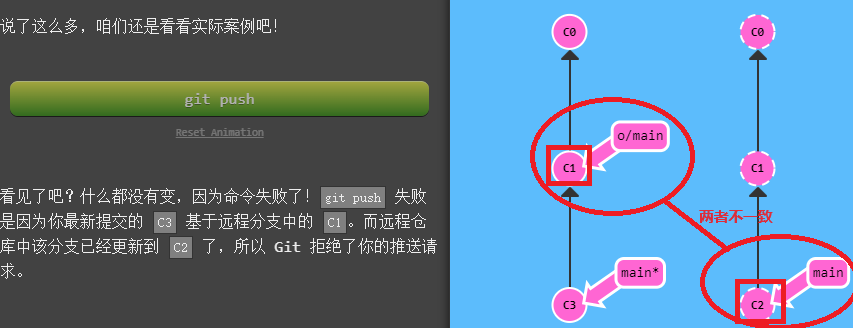 说了这么多，咱们还是看看实际案例吧！
git push
Reset Animation
看见了吧？什么都没有变，因为命令失败了！git push 失败
是因为你最新提交的 C3 基于远程分支中的 C1。而远程仓
库中该分支已经更新到 C2 了，所以 Git 拒绝了你的推送请
求。
C0
C0
o/main
C1
C1
两者不一致
main*
main
C3
C2